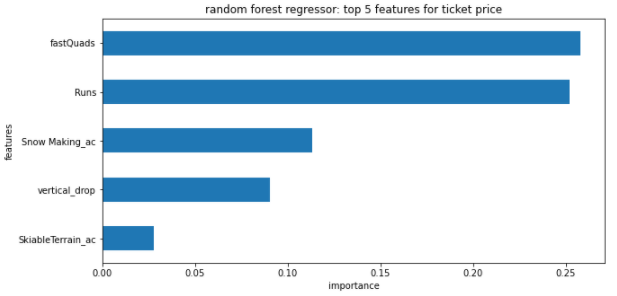 random forest regressor: top 5 features for ticket price
fastQuads
Runs
Snow Making_ac
vertical_drop
SkiableTerrain_ac
features
0.00 0.05 0.10 0.15 0.20 0.25
importance